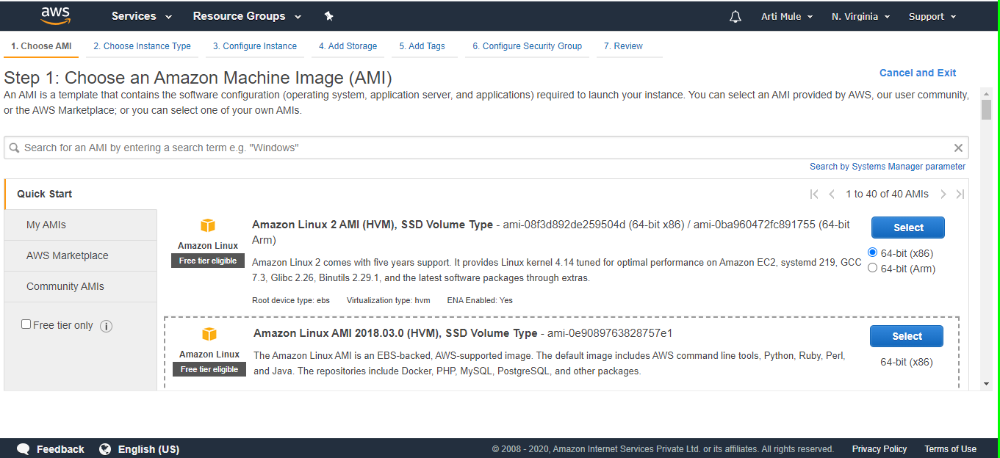 aws Services Resource Groups Arti Mule N. Virginia Support
1. Choose AMI 2. Choose Instance Type 3. Configure Instance 4. Add Storage 5. Add Tags 6. Configure Security Group 7. Review
Step 1: Choose an Amazon Machine Image (AMI)
Cancel and Exit
An AMI is a template that contains the software configuration (operating system, application server, and applications) required to launch your instance. You can select an AMI provided by AWS, our user community,
or the AWS Marketplace; or you can select one of your own AMIs.
Search for an AMI by entering a search term e.g. "Windows"
Search by Systems Manager parameter
Quick Start
1 to 40 of 40 AMIs
My AMIs
AWS Marketplace
Community AMIs
Free tier only
Amazon Linux
Free tier eligible
Amazon Linux 2 AMI (HVM), SSD Volume Type - ami-08f3d892de259504d (64-bit x86) / ami-0ba960472fc891755 (64-bit
Arm)
Amazon Linux 2 comes with five years support. It provides Linux kernel 4.14 tuned for optimal performance on Amazon EC2, systemd 219, GCC
7.3, Glibc 2.26, Binutils 2.29.1, and the latest software packages through extras.
Root device type: ebs Virtualization type: hvm ENA Enabled: Yes
Select
64-bit (x86)
64-bit (Arm)
Amazon Linux
Free tier eligible
Amazon Linux AMI 2018.03.0 (HVM), SSD Volume Type - ami-0e9089763828757e1
The Amazon Linux AMI is an EBS-backed, AWS-supported image. The default image includes AWS command line tools, Python, Ruby, Perl,
and Java. The repositories include Docker, PHP, MySQL, PostgreSQL, and other packages.
Select
64-bit (x86)
Feedback English (US) © 2008 - 2020, Amazon Internet Services Private Ltd. or its affiliates. All rights reserved. Privacy Policy Terms of Use